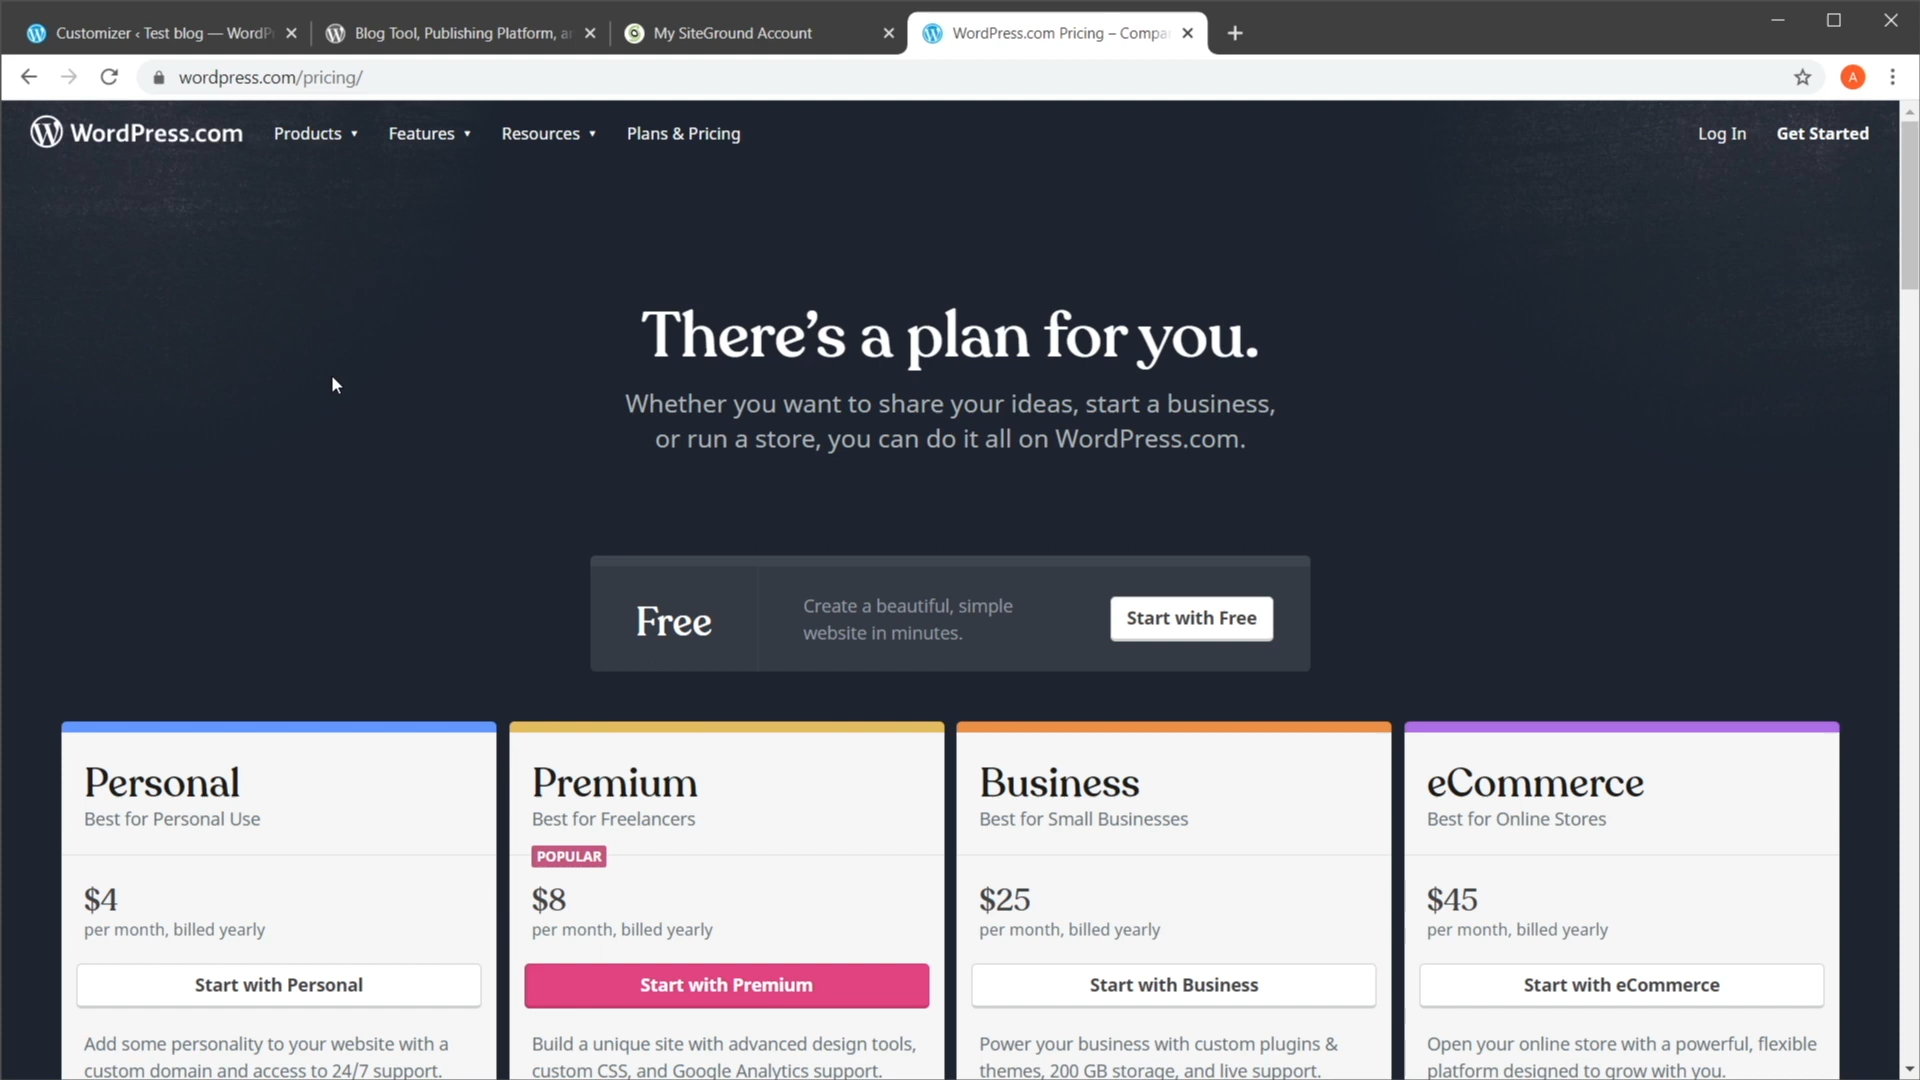 Customizer ‹ Test blog — WordP
Blog Tool, Publishing Platform, an
My SiteGround Account
WordPress.com Pricing – Compa
wordpress.com/pricing/
A
WordPress.com
Products
Features
Resources
Plans & Pricing
Log In
Get Started
There's a plan for you.
Whether you want to share your ideas, start a business,
or run a store, you can do it all on WordPress.com.
Free
Create a beautiful, simple
website in minutes.
Start with Free
Personal
Best for Personal Use
$4
per month, billed yearly
Start with Personal
Add some personality to your website with a
custom domain and access to 24/7 support.
Premium
Best for Freelancers
POPULAR
$8
per month, billed yearly
Start with Premium
Build a unique site with advanced design tools,
custom CSS, and Google Analytics support.
Business
Best for Small Businesses
$25
per month, billed yearly
Start with Business
Power your business with custom plugins &
themes, 200 GB storage, and live support.
eCommerce
Best for Online Stores
$45
per month, billed yearly
Start with eCommerce
Open your online store with a powerful, flexible
platform designed to grow with you.